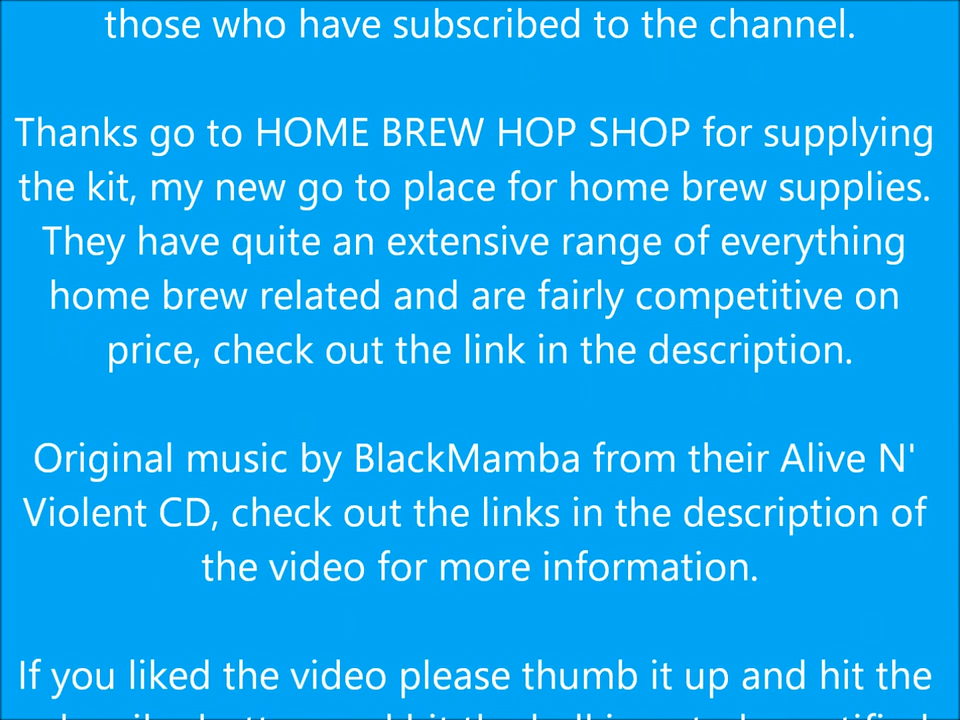 those who have subscribed to the channel.
Thanks go to HOME BREW HOP SHOP for supplying
the kit, my new go to place for home brew supplies.
They have quite an extensive range of everything
home brew related and are fairly competitive on
price, check out the link in the description.
Original music by BlackMamba from their Alive N'
Violent CD, check out the links in the description of
the video for more information.
If you liked the video please thumb it up and hit the